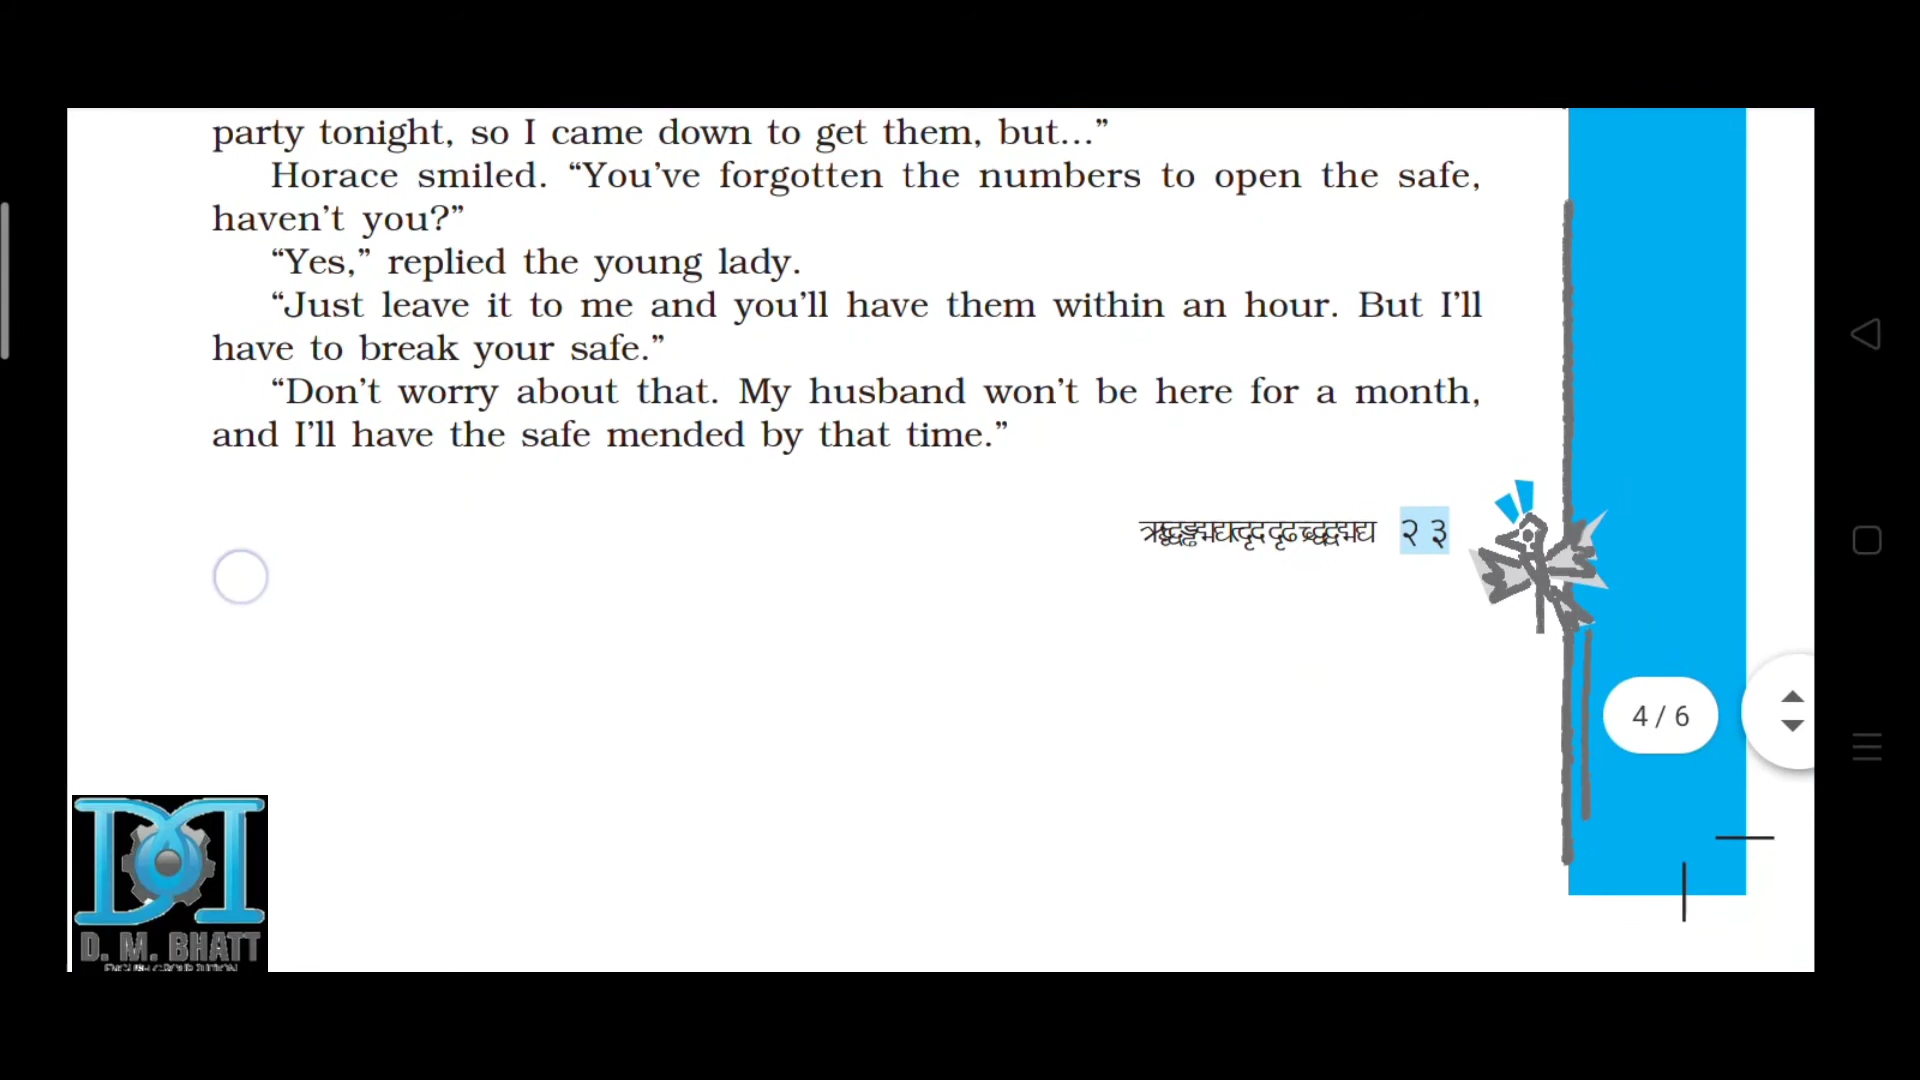 party tonight, so I came down to get them, but...”
Horace smiled. “You’ve forgotten the numbers to open the safe,
haven’t you?”
“Yes,” replied the young lady.
“Just leave it to me and you’ll have them within an hour. But I’ll
have to break your safe.”
“Don’t worry about that. My husband won’t be here for a month,
and I’ll have the safe mended by that time.”
२३
4 / 6
D. M. BHATT